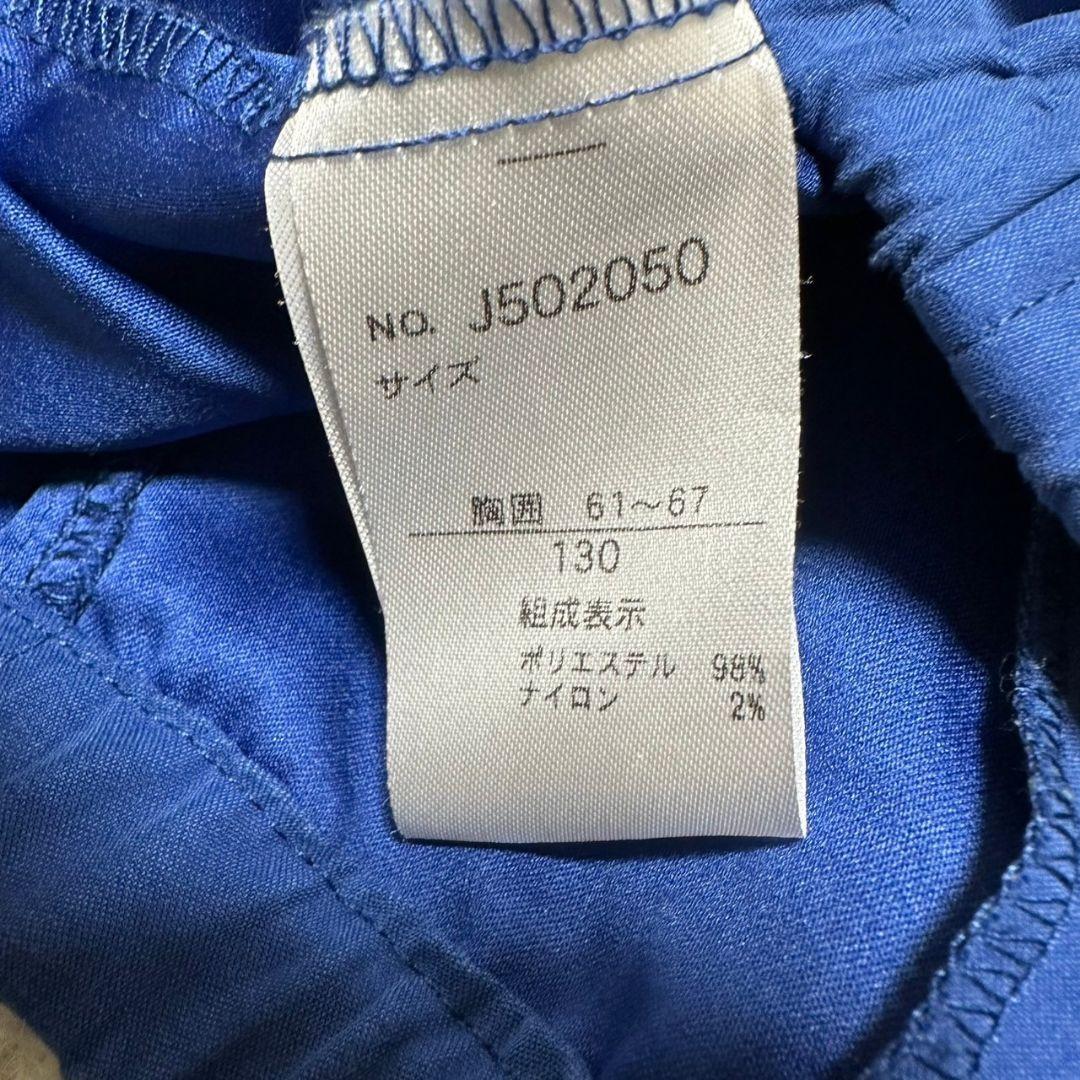 NO. J502050
サイズ
胸囲 61～67
130
組成表示
ポリエステル 98%
ナイロン 2%